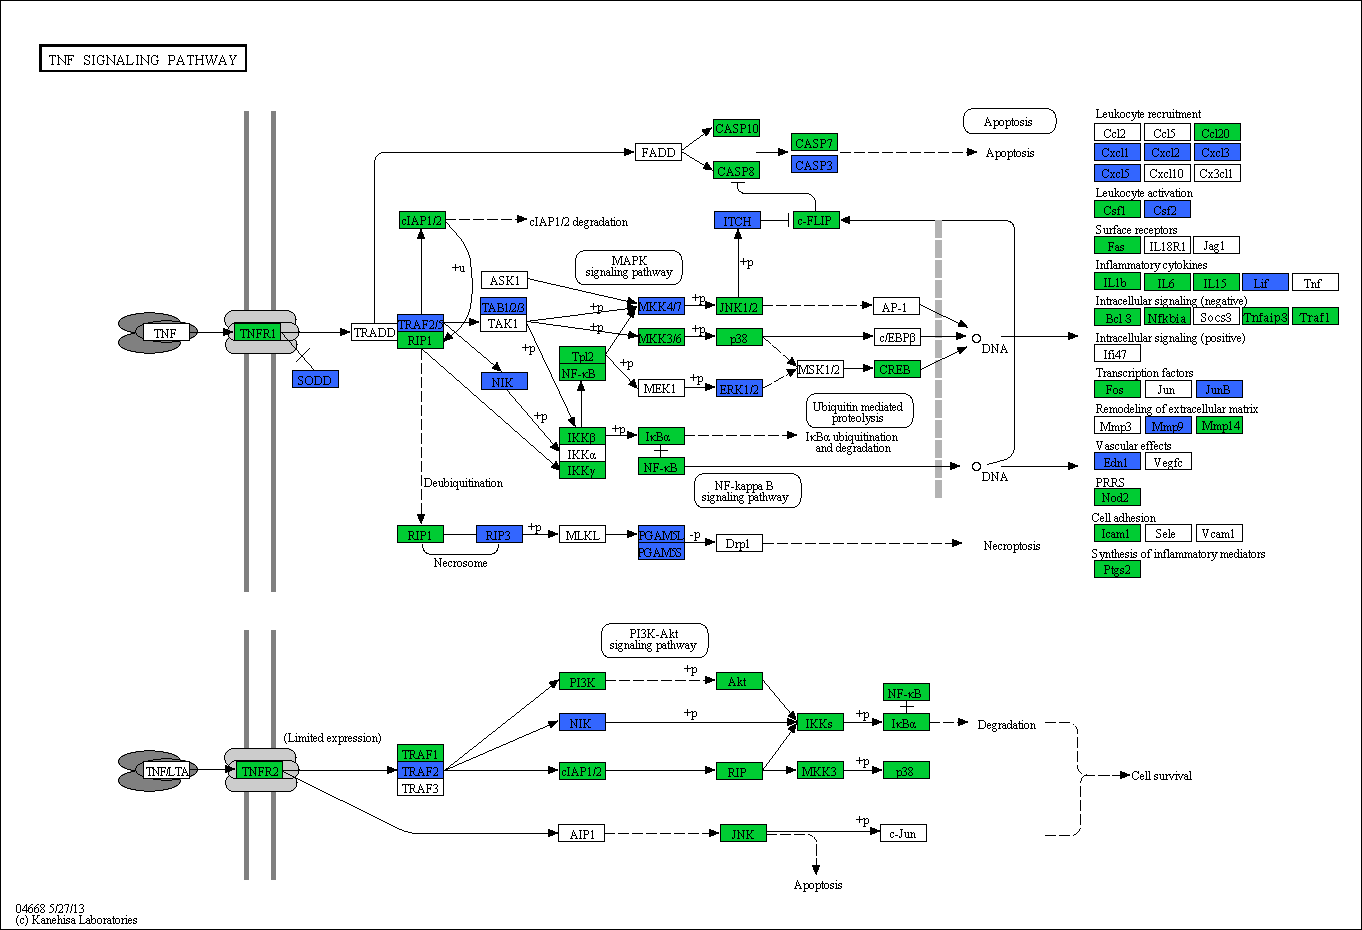 TNF SIGNALING PATHWAY
CASP10
FADD
CASP7
CASP8
CASP3
Apoptosis
Apoptosis
cIAP1/2
cIAP1/2 degradation
ITCH
c-FLIP
+u
MAPK
signaling pathway
+p
ASK1
TAB1/2/3
TAK1
+p
MKK4/7
+p
JNK1/2
AP-1
TNF
TNFR1
TRADD
TRAF2/5
RIP1
+p
MKK3/6
+p
p38
c/EBPβ
DNA
SODD
NIK
+p
Tpl2
NF-κB
+p
MEK1
+p
ERK1/2
MSK1/2
CREB
+p
Ubiquitin mediated
proteolysis
IKKβ
IKKα
IKKγ
+p
IκBα
NF-κB
IκBα ubiquitination
and degradation
DNA
NF-kappa B
signaling pathway
Deubiquitination
RIP1
RIP3
+p
MLKL
PGAM5L
PGAM5S
-p
Drp1
Necroptosis
Necrosome
Leukocyte recruitment
Ccl2 Ccl5 Ccl20
Cxcl1 Cxcl2 Cxcl3
Cxcl5 Cxcl10 Cx3cl1
Leukocyte activation
Csf1 Csf2
Surface receptors
Fas IL18R1 Jag1
Inflammatory cytokines
IL1b IL6 IL15 Lif Tnf
Intracellular signaling (negative)
Bcl3 Nfkbia Socs3 Tnfaip3 Traf1
Intracellular signaling (positive)
Ifi47
Transcription factors
Fos Jun JunB
Remodeling of extracellular matrix
Mmp3 Mmp9 Mmp14
Vascular effects
Edn1 Vegfc
PRRS
Nod2
Cell adhesion
Icam1 Sele Vcam1
Synthesis of inflammatory mediators
Ptgs2
PI3K-Akt
signaling pathway
PI3K
+p
Akt
NF-κB
NIK
+p
IKKs
+p
IκBα
Degradation
(Limited expression)
TNF/LTA
TNFR2
TRAF1
TRAF2
TRAF3
cIAP1/2
RIP
MKK3
+p
p38
Cell survival
AIP1
JNK
+p
c-Jun
Apoptosis
04668 5/27/13
(c) Kanehisa Laboratories